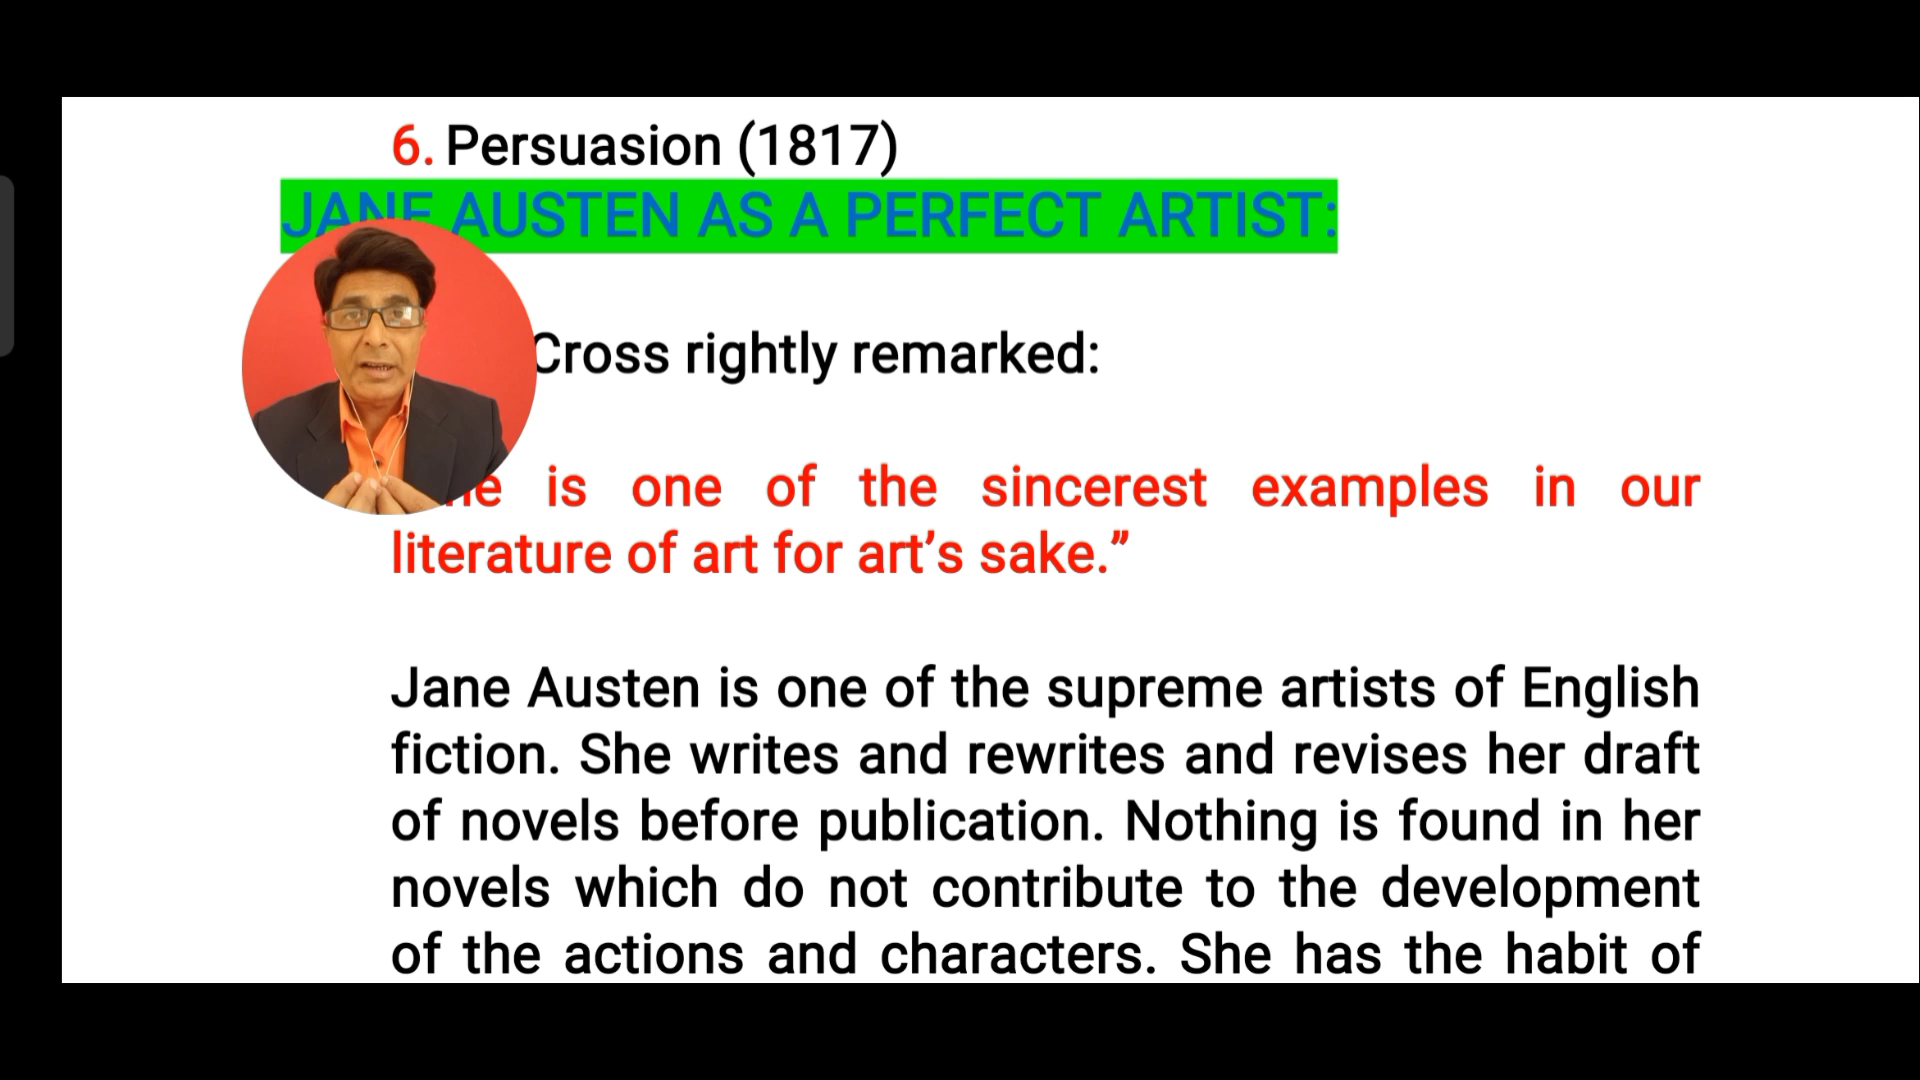 6. Persuasion (1817)
JANE AUSTEN AS A PERFECT ARTIST:
Cross rightly remarked:
is one of the sincerest examples in our
literature of art for art’s sake.”
Jane Austen is one of the supreme artists of English
fiction. She writes and rewrites and revises her draft
of novels before publication. Nothing is found in her
novels which do not contribute to the development
of the actions and characters. She has the habit of